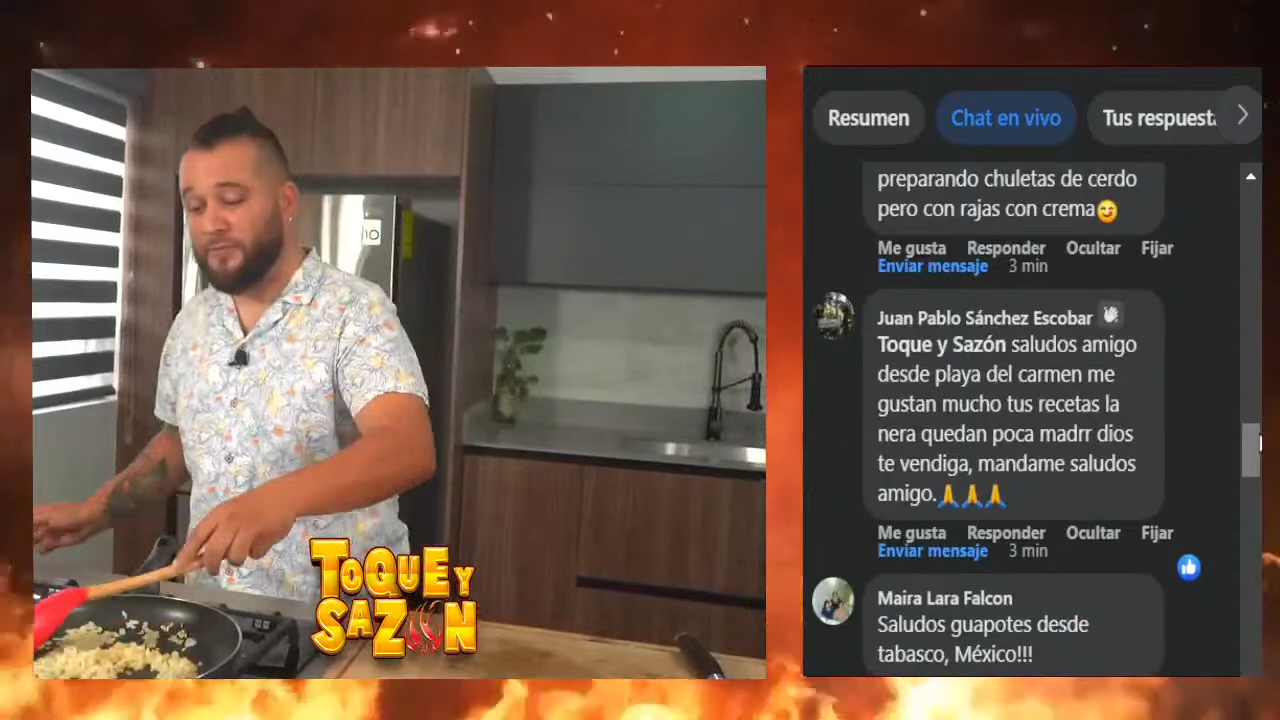 Resumen
Chat en vivo
Tus respuest
preparando chuletas de cerdo
pero con rajas con crema😊
Me gusta Responder Ocultar Fijar
Enviar mensaje 3 min
Juan Pablo Sánchez Escobar
Toque y Sazón saludos amigo
desde playa del carmen me
gustan mucho tus recetas la
nera quedan poca madrr dios
te vendiga, mandame saludos
amigo.🙏🙏🙏
Me gusta Responder Ocultar Fijar
Enviar mensaje 3 min
Maira Lara Falcon
Saludos guapotes desde
tabasco, México!!!
TOQUE Y
SAZÓN
10